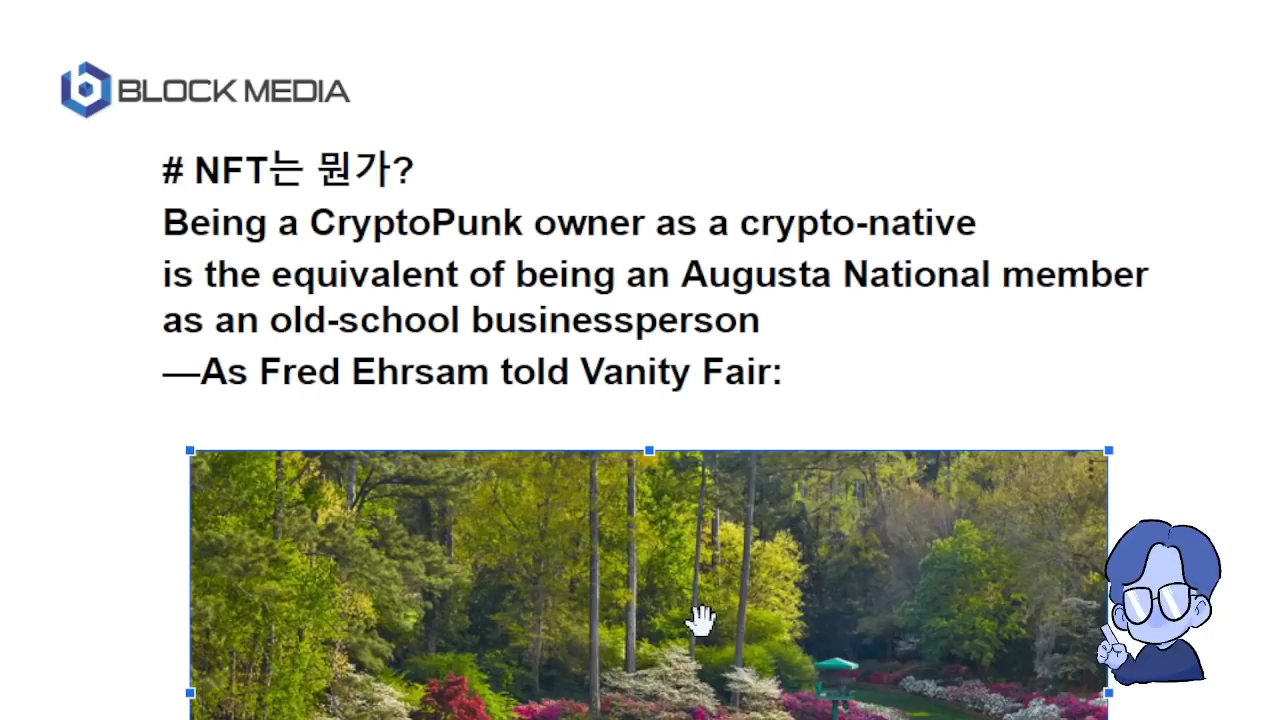 BLOCK MEDIA
# NFT는 뭔가?
Being a CryptoPunk owner as a crypto-native
is the equivalent of being an Augusta National member
as an old-school businessperson
—As Fred Ehrsam told Vanity Fair: